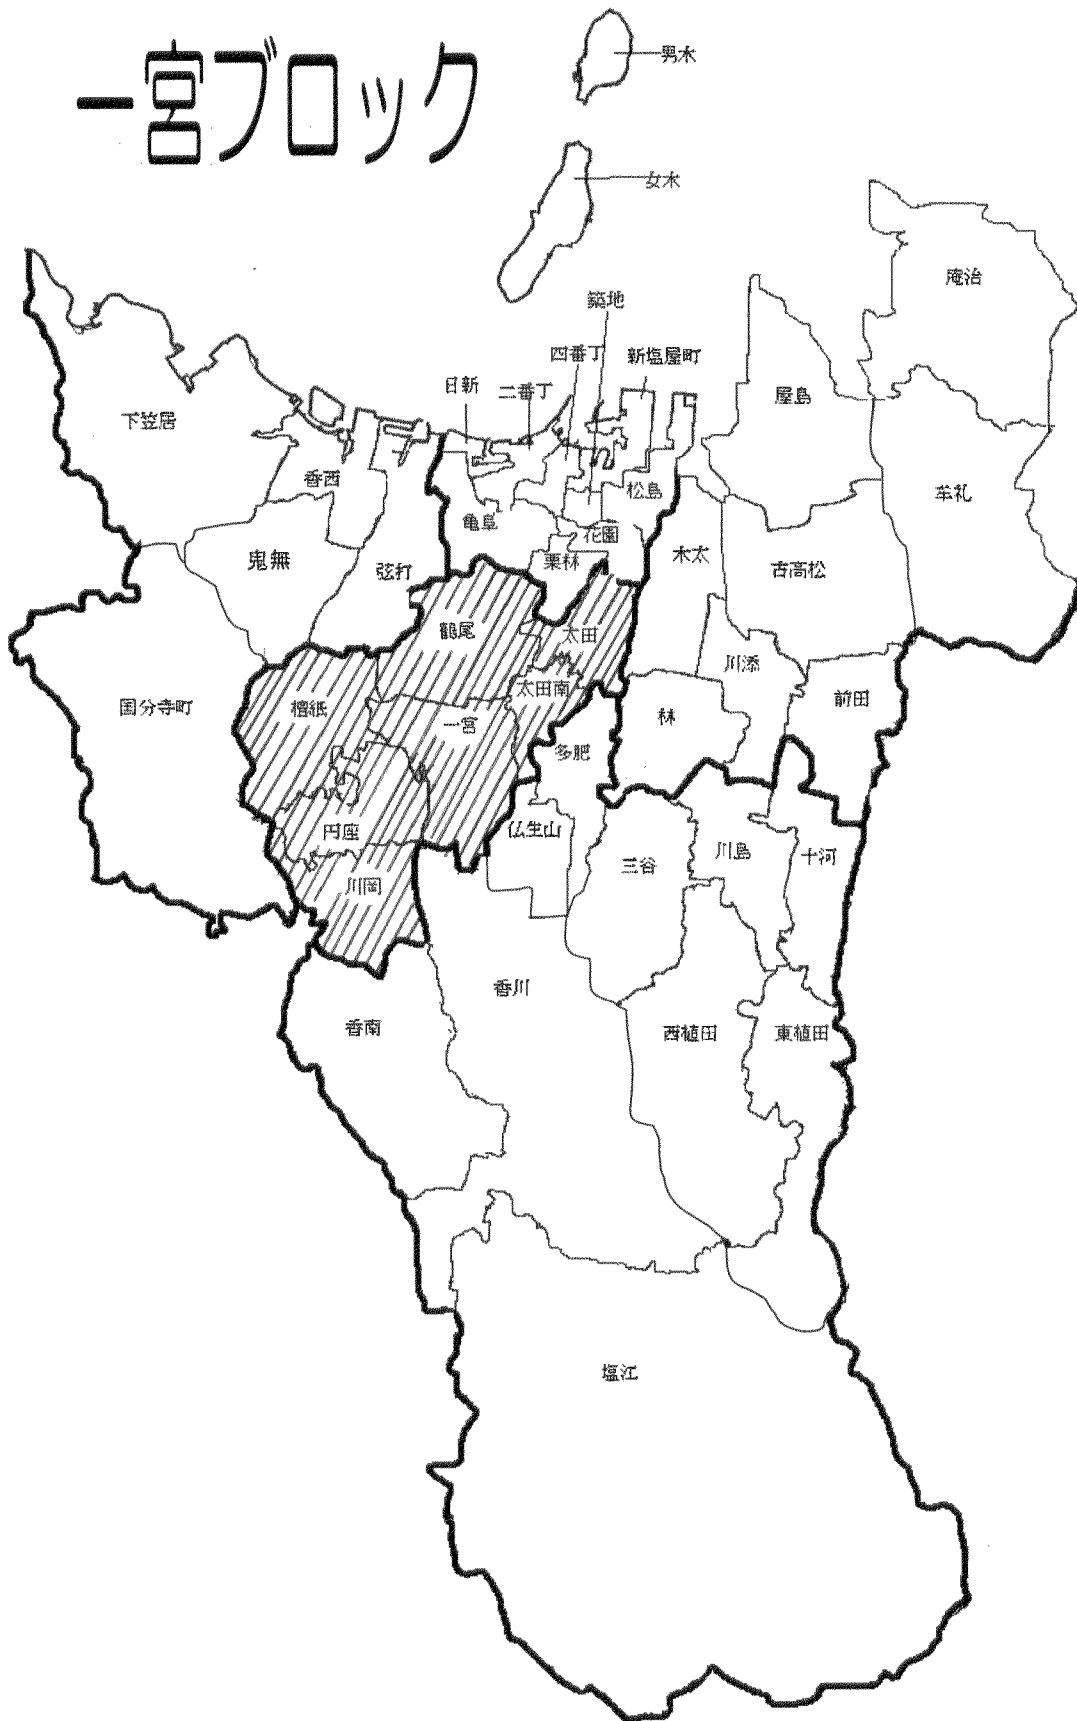 一宮ブロック
男木
女木
庵治
築地
四番丁
新塩屋町
日新
二番丁
屋島
下笠居
香西
松島
牟礼
亀阜
花園
鬼無
弦打
栗林
木太
古高松
鶴尾
太田
川添
太田南
前田
国分寺町
檀紙
一宮
林
多肥
円座
仏生山
三谷
川島
十河
川岡
香川
香南
西植田
東植田
塩江